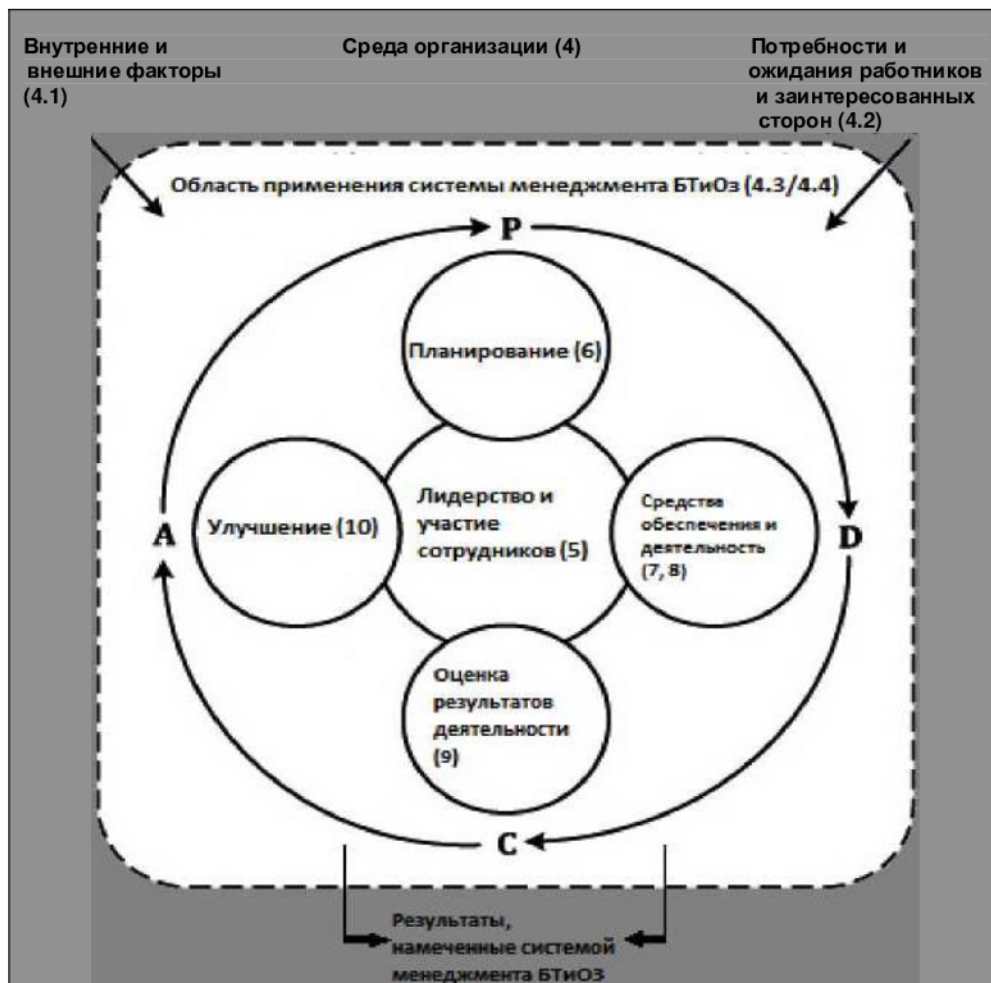 Внутренние и
внешние факторы
(4.1)
Среда организации (4)
Потребности и
ожидания работников
и заинтересованных
сторон (4.2)
Область применения системы менеджмента БТиОз (4.3/4.4)
P
Планирование (6)
A
Улучшение (10)
Лидерство и
участие
сотрудников (5)
Средства
обеспечения и
деятельность
(7, 8)
D
Оценка
результатов
деятельности
(9)
C
Результаты,
намеченные системой
менеджмента БТиОЗ